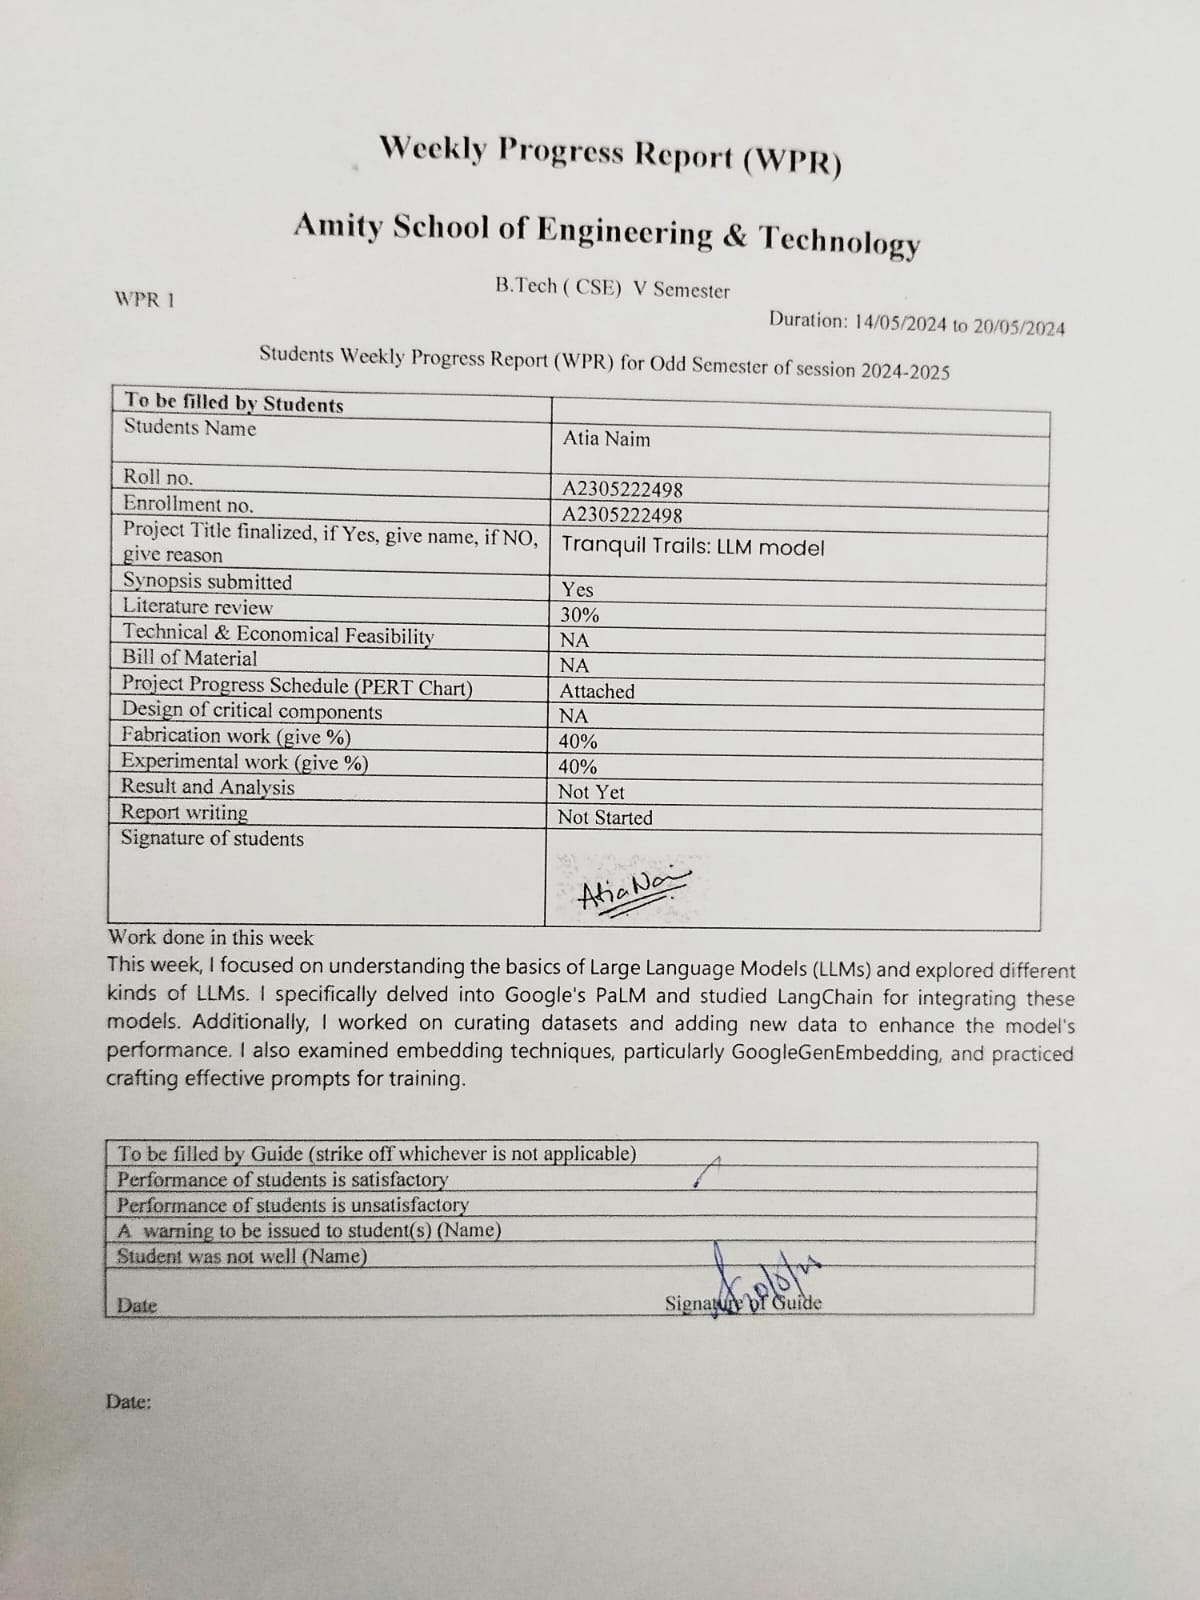 Weekly Progress Report (WPR)
Amity School of Engineering & Technology
B.Tech ( CSE) V Semester
WPR 1
Duration: 14/05/2024 to 20/05/2024
Students Weekly Progress Report (WPR) for Odd Semester of session 2024-2025
To be filled by Students
Students Name Atia Naim
Roll no. A2305222498
Enrollment no. A2305222498
Project Title finalized, if Yes, give name, if NO, Tranquil Trails: LLM model
give reason
Synopsis submitted Yes
Literature review 30%
Technical & Economical Feasibility NA
Bill of Material NA
Project Progress Schedule (PERT Chart) Attached
Design of critical components NA
Fabrication work (give %) 40%
Experimental work (give %) 40%
Result and Analysis Not Yet
Report writing Not Started
Signature of students
Atia
Work done in this week
This week, I focused on understanding the basics of Large Language Models (LLMs) and explored different
kinds of LLMs. I specifically delved into Google's PaLM and studied LangChain for integrating these
models. Additionally, I worked on curating datasets and adding new data to enhance the model's
performance. I also examined embedding techniques, particularly GoogleGenEmbedding, and practiced
crafting effective prompts for training.
To be filled by Guide (strike off whichever is not applicable)
Performance of students is satisfactory
Performance of students is unsatisfactory
A warning to be issued to student(s) (Name)
Student was not well (Name)
Date Signature of Guide
Date: